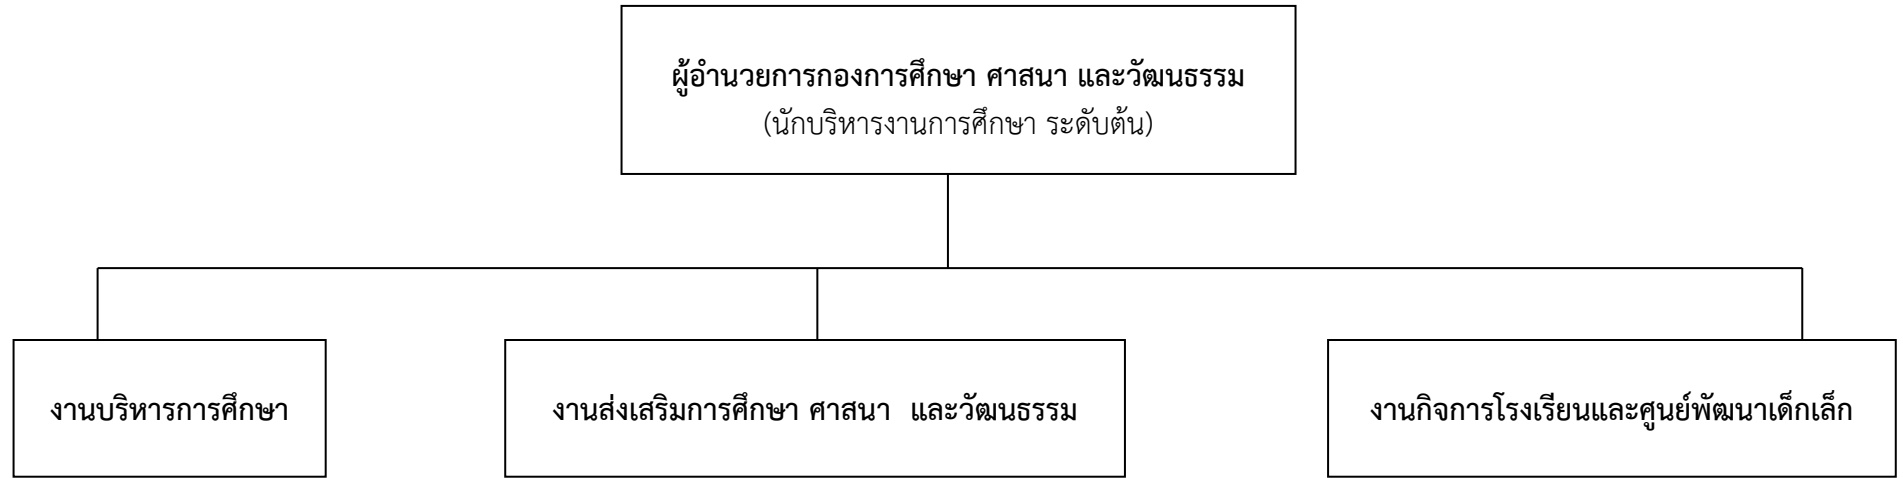 ผู้อำนวยการกองการศึกษา ศาสนา และวัฒนธรรม
(นักบริหารงานการศึกษา ระดับต้น)
งานบริหารการศึกษา
งานส่งเสริมการศึกษา ศาสนา และวัฒนธรรม
งานกิจการโรงเรียนและศูนย์พัฒนาเด็กเล็ก